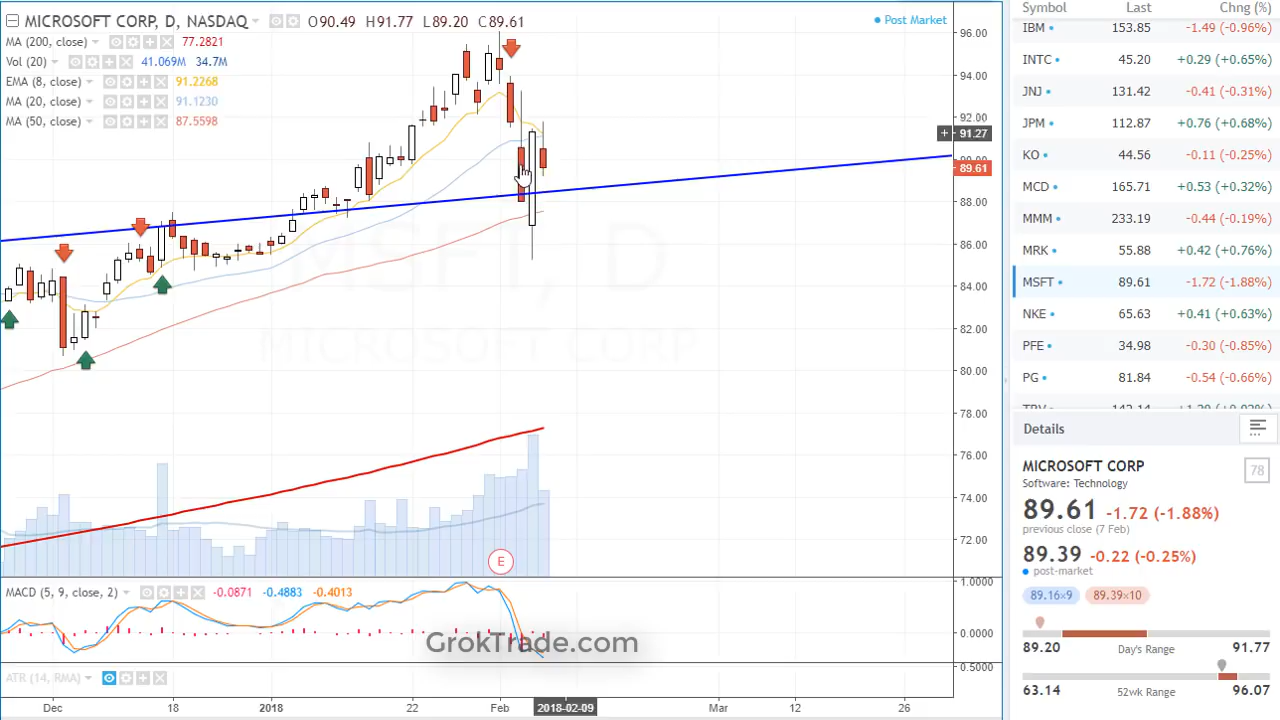 MICROSOFT CORP, D, NASDAQ O90.49 H91.77 L89.20 C89.61
MA (200, close) 77.2821
Vol (20) 41.069M 34.7M
EMA (8, close) 91.2268
MA (20, close) 91.1230
MA (50, close) 87.5598
Post Market
96.00
94.00
92.00
91.27
89.61
88.00
86.00
84.00
82.00
80.00
78.00
76.00
74.00
72.00
MSFT, D
MICROSOFT CORP
E
MACD (5, 9, close, 2) -0.0871 -0.4883 -0.4013
1.0000
0.0000
GrokTrade.com
ATR (14, RMA)
0.5000
Dec 18 2018 22 Feb 2018-02-09 Mar 12 26
Symbol Last Chng (%)
IBM 153.85 -1.49 (-0.96%)
INTC 45.20 +0.29 (+0.65%)
JNJ 131.42 -0.41 (-0.31%)
JPM 112.87 +0.76 (+0.68%)
KO 44.56 -0.11 (-0.25%)
MCD 165.71 +0.53 (+0.32%)
MMM 233.19 -0.44 (-0.19%)
MRK 55.88 +0.42 (+0.76%)
MSFT 89.61 -1.72 (-1.88%)
NKE 65.63 +0.41 (+0.63%)
PFE 34.98 -0.30 (-0.85%)
PG 81.84 -0.54 (-0.66%)
Details
MICROSOFT CORP 78
Software: Technology
89.61 -1.72 (-1.88%)
previous close (7 Feb)
89.39 -0.22 (-0.25%)
post-market
89.16×9 89.39×10
89.20 Day's Range 91.77
63.14 52wk Range 96.07